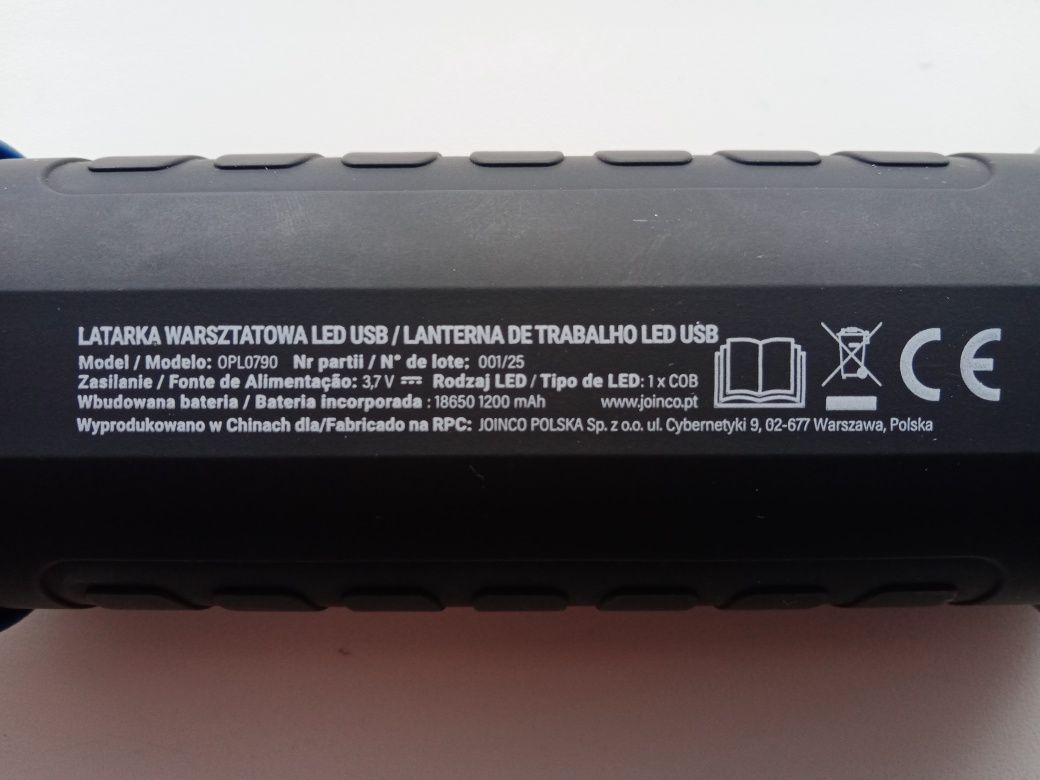 LATARKA WARSZTATOWA LED USB / LANTERNA DE TRABALHO LED USB
Model / Modelo: OPL0790 Nr partii / N° de lote: 001/25
Zasilanie / Fonte de Alimentação: 3,7 V ⎓ Rodzaj LED / Tipo de LED: 1 x COB
Wbudowana bateria / Bateria incorporada : 18650 1200 mAh www.joinco.pt
Wyprodukowano w Chinach dla/Fabricado na RPC: JOINCO POLSKA Sp. z o.o. ul. Cybernetyki 9, 02-677 Warszawa, Polska
CE